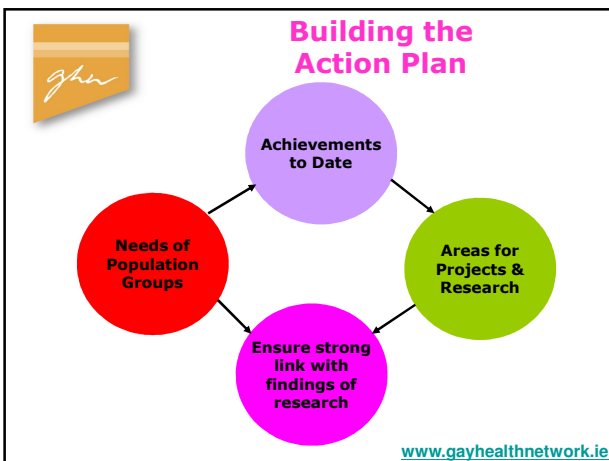 Building the
Action Plan
ghn
Achievements
to Date
Needs of
Population
Groups
Areas for
Projects &
Research
Ensure strong
link with
findings of
research
www.gayhealthnetwork.ie